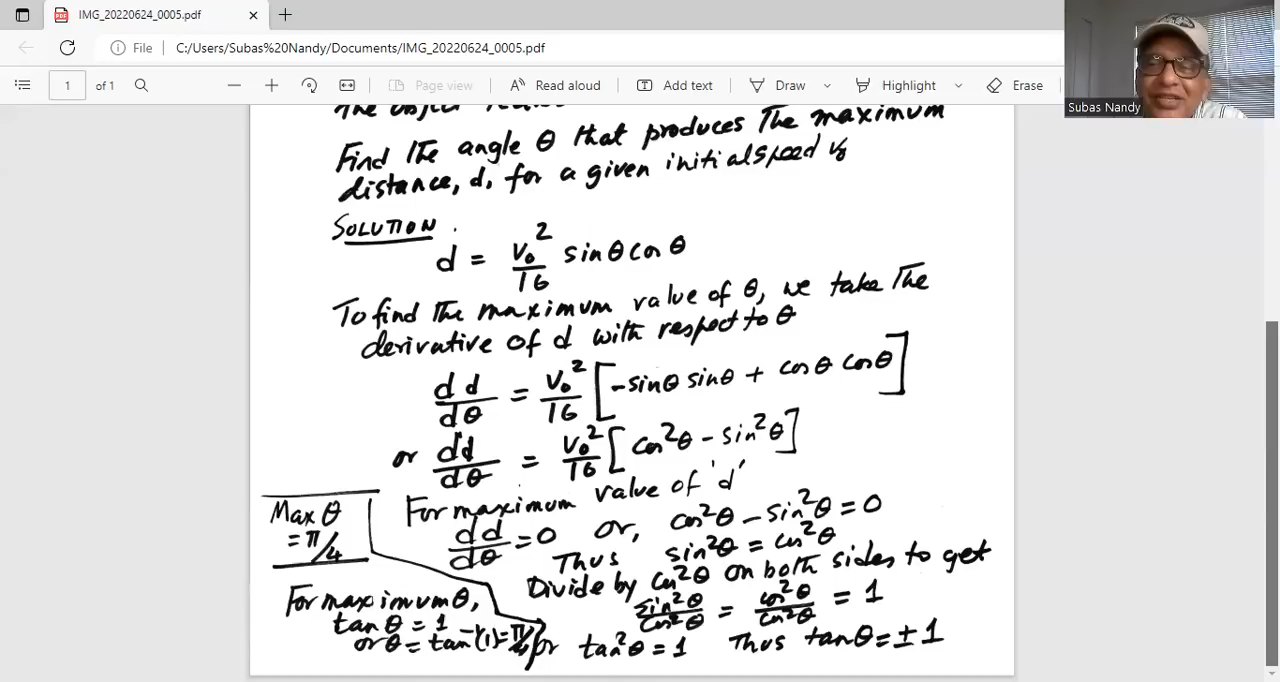 IMG_20220624_0005.pdf
File C:/Users/Subas%20Nandy/Documents/IMG_20220624_0005.pdf
1 of 1 Page view Read aloud Add text Draw Highlight Erase
Subas Nandy
The object
Find The angle θ that produces The maximum
distance, d, for a given initial speed v₀
SOLUTION
d = v₀²/16 sinθ cos θ
To find The maximum value of θ, we take The
derivative of d with respect to θ
dd/dθ = v₀²/16 [-sinθ sinθ + cosθ cosθ]
or dd/dθ = v₀²/16 [cos²θ - sin²θ]
For maximum value of 'd'
dd/dθ = 0 or, cos²θ - sin²θ = 0
Thus sin²θ = cos²θ
Divide by cos²θ on both sides to get
sin²θ/cos²θ = cos²θ/cos²θ = 1
or tan²θ = 1 Thus tanθ = ± 1
Max θ
= π/4
For maximum θ,
tan θ = 1
or θ = tan⁻¹(1) = π/4